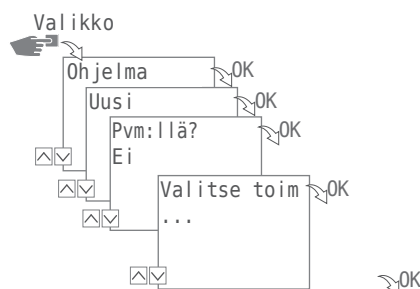 Valikko
Ohjelma OK
Uusi OK
Pvm:llä? OK
Ei
Valitse toim OK
...
OK